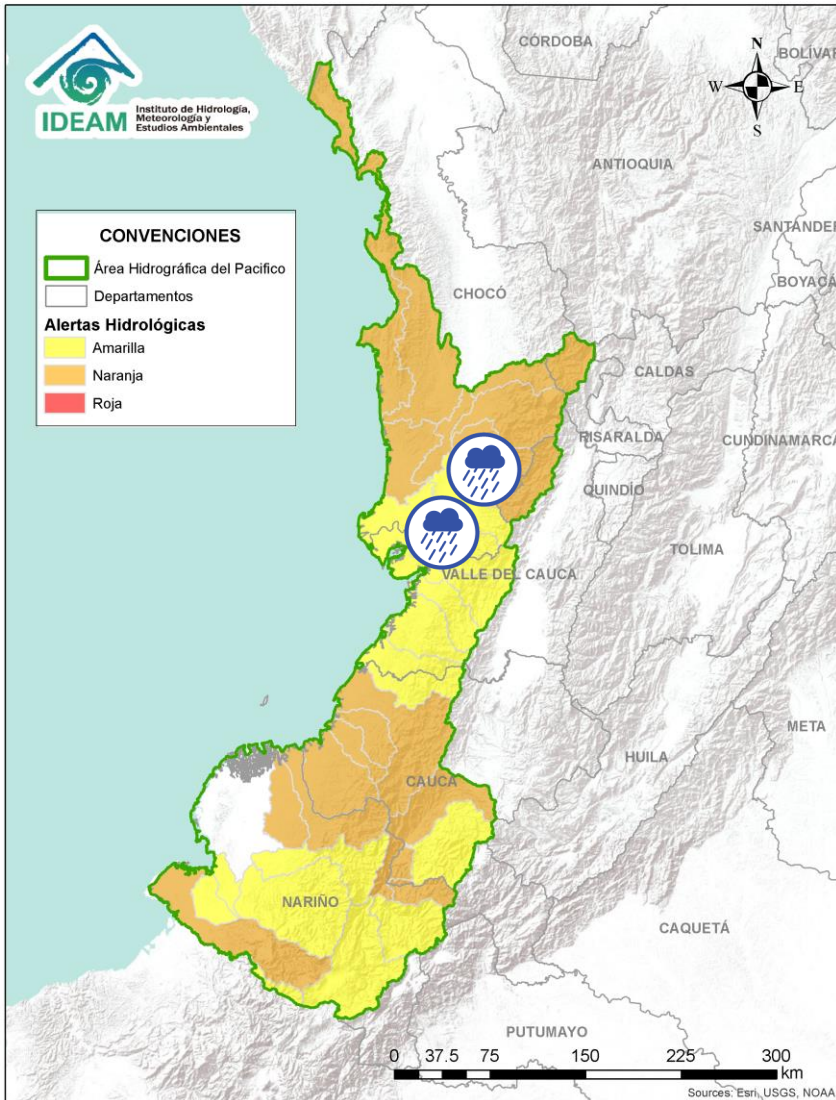 IDEAM
Instituto de Hidrología,
Meteorología y
Estudios Ambientales
CÓRDOBA
BOLÍVAR
N
W
E
S
ANTIOQUIA
SANTANDER
BOYACÁ
CONVENCIONES
Área Hidrográfica del Pacifico
Departamentos
Alertas Hidrológicas
Amarilla
Naranja
Roja
CHOCÓ
CALDAS
RISARALDA
CUNDINAMARCA
QUINDÍO
TOLIMA
VALLE DEL CAUCA
META
HUILA
CAUCA
NARIÑO
CAQUETÁ
PUTUMAYO
0 37.5 75 150 225 300
km
Sources: Esri, USGS, NOAA